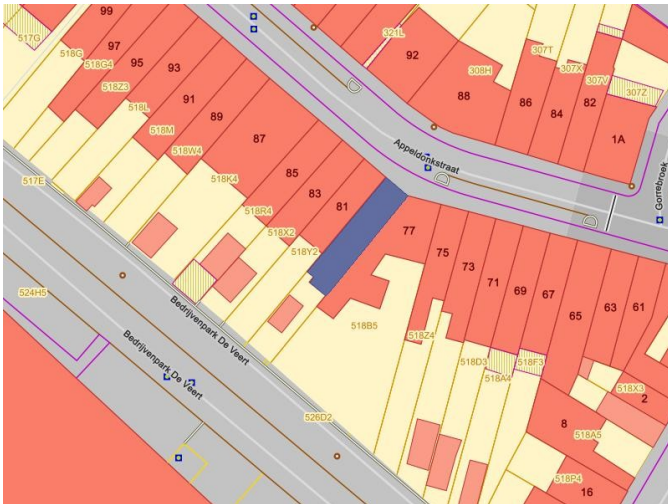 99
517G
97
518G
518G4
95
93
321L
92
307T
308H
307X
307V
307Z
518Z3
91
518L
88
86
84
82
518M
89
1A
87
518W4
Appeldonkstraat
Gorrebroek
517E
518K4
85
83
81
518R4
77
518X2
75
518Y2
73
71
69
67
65
63
61
524H5
Bedrijvenpark De Veert
518B5
518Z4
518D3
518F3
518A4
Bedrijvenpark De Veert
518X3
2
526D2
8
518A5
518P4
16